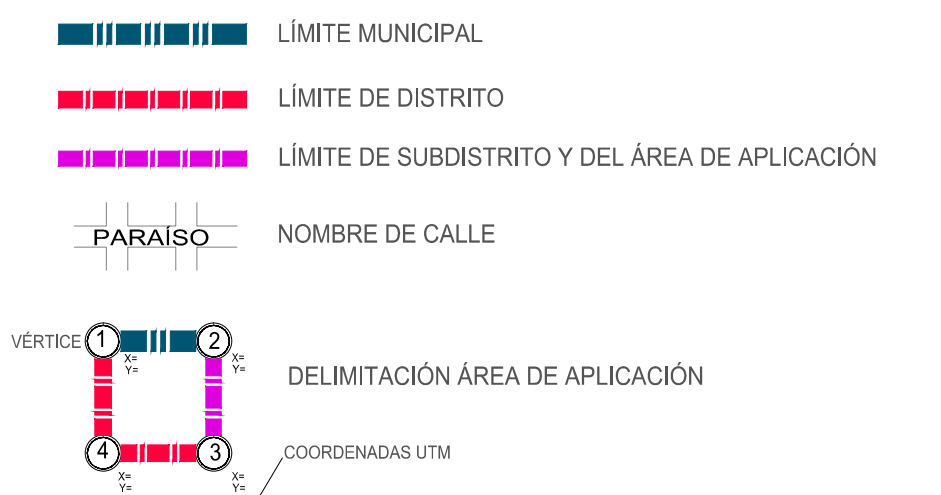 LÍMITE MUNICIPAL
LÍMITE DE DISTRITO
LÍMITE DE SUBDISTRITO Y DEL ÁREA DE APLICACIÓN
PARAÍSO
NOMBRE DE CALLE
VÉRTICE
1
2
X=
Y=
X=
Y=
DELIMITACIÓN ÁREA DE APLICACIÓN
4
3
COORDENADAS UTM
X=
Y=
X=
Y=